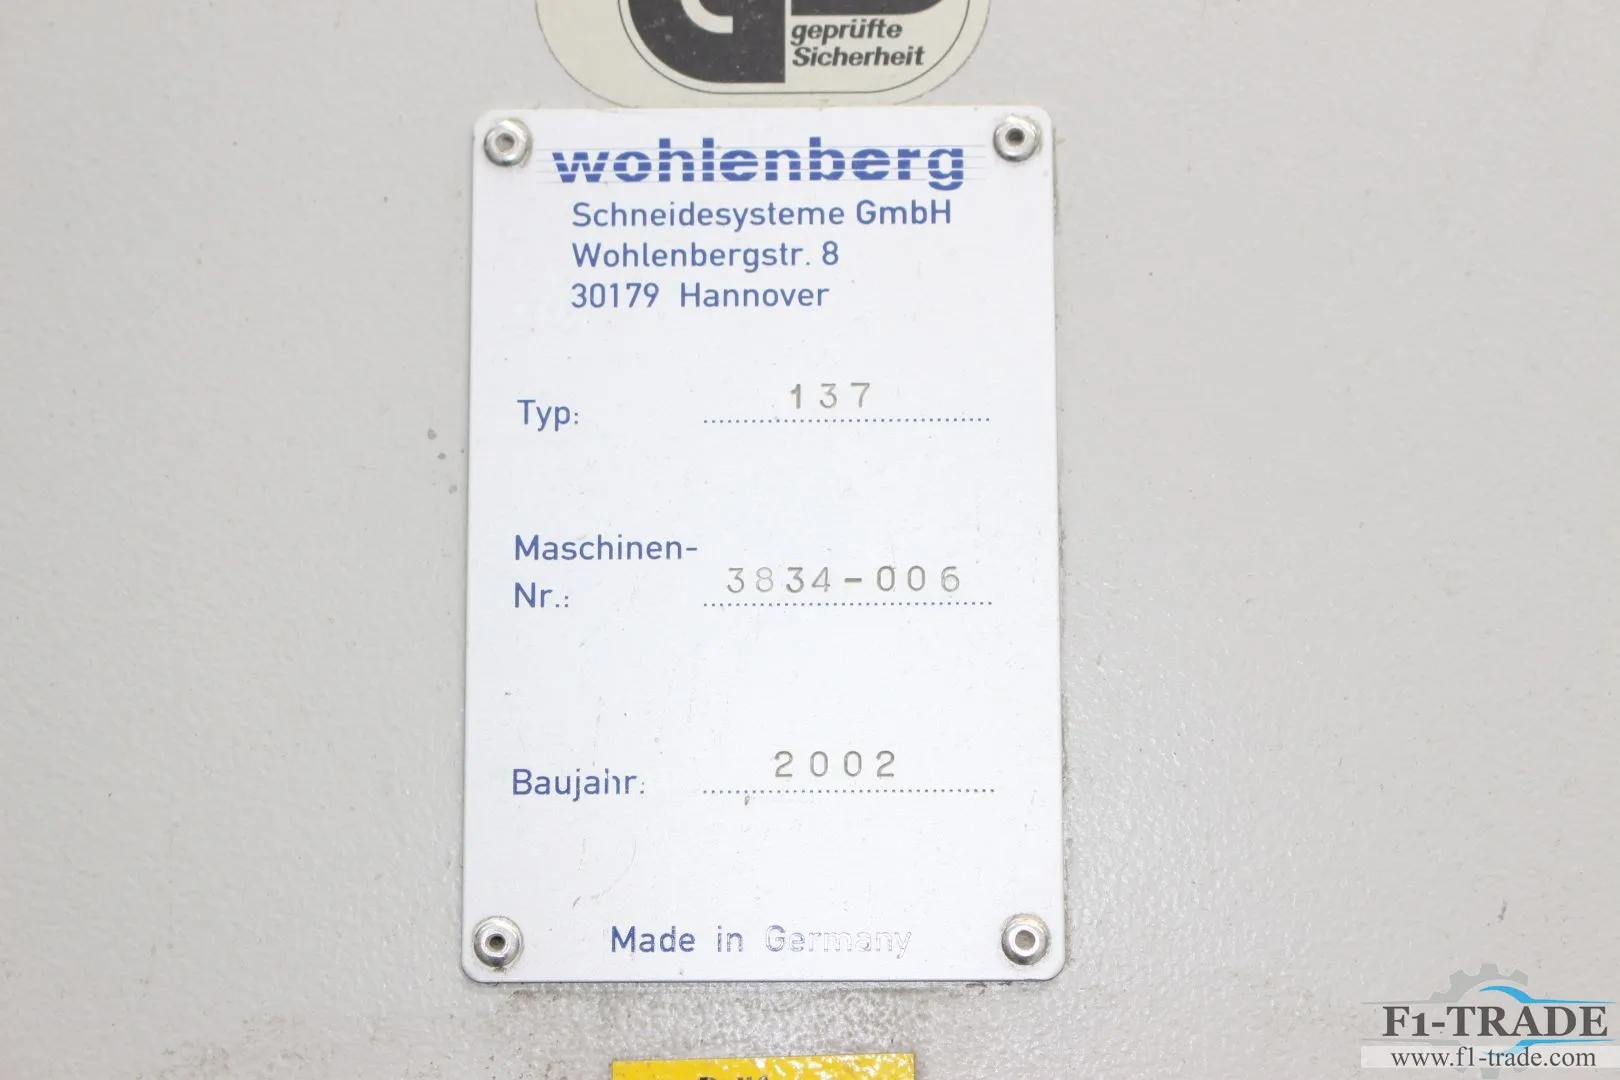 geprüfte
Sicherheit
wohlenberg
Schneidesysteme GmbH
Wohlenbergstr. 8
30179 Hannover
Typ: 137
Maschinen-
Nr.: 3834-006
Baujahr: 2002
Made in Germany
F1-TRADE
www.f1-trade.com